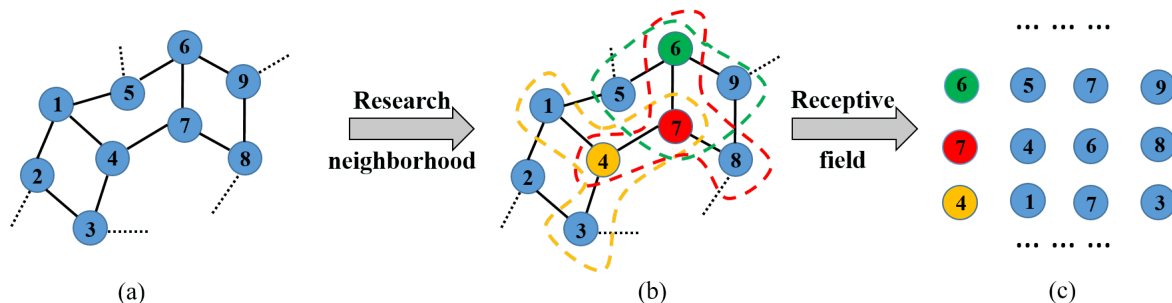 6
9
5
1
7
4
8
2
3
(a)
Research
neighborhood
6
9
5
1
7
4
8
2
3
(b)
Receptive
field
... ... ...
6 5 7 9
7 4 6 8
4 1 7 3
... ... ...
(c)